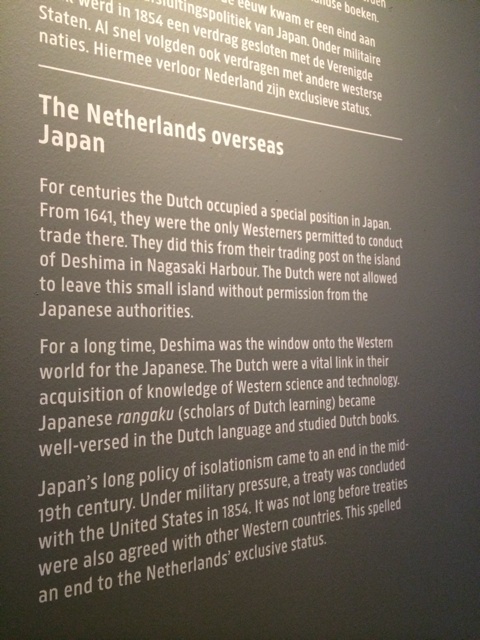 eeuw kwam er een eind aan
sluitingspolitiek van Japan. Onder militaire
werd in 1854 een verdrag gesloten met de Verenigde
Staten. Al snel volgden ook verdragen met andere westerse
naties. Hiermee verloor Nederland zijn exclusieve status.
The Netherlands overseas
Japan
For centuries the Dutch occupied a special position in Japan.
From 1641, they were the only Westerners permitted to conduct
trade there. They did this from their trading post on the island
of Deshima in Nagasaki Harbour. The Dutch were not allowed
to leave this small island without permission from the
Japanese authorities.
For a long time, Deshima was the window onto the Western
world for the Japanese. The Dutch were a vital link in their
acquisition of knowledge of Western science and technology.
Japanese rangaku (scholars of Dutch learning) became
well-versed in the Dutch language and studied Dutch books.
Japan's long policy of isolationism came to an end in the mid-
19th century. Under military pressure, a treaty was concluded
with the United States in 1854. It was not long before treaties
were also agreed with other Western countries. This spelled
an end to the Netherlands' exclusive status.